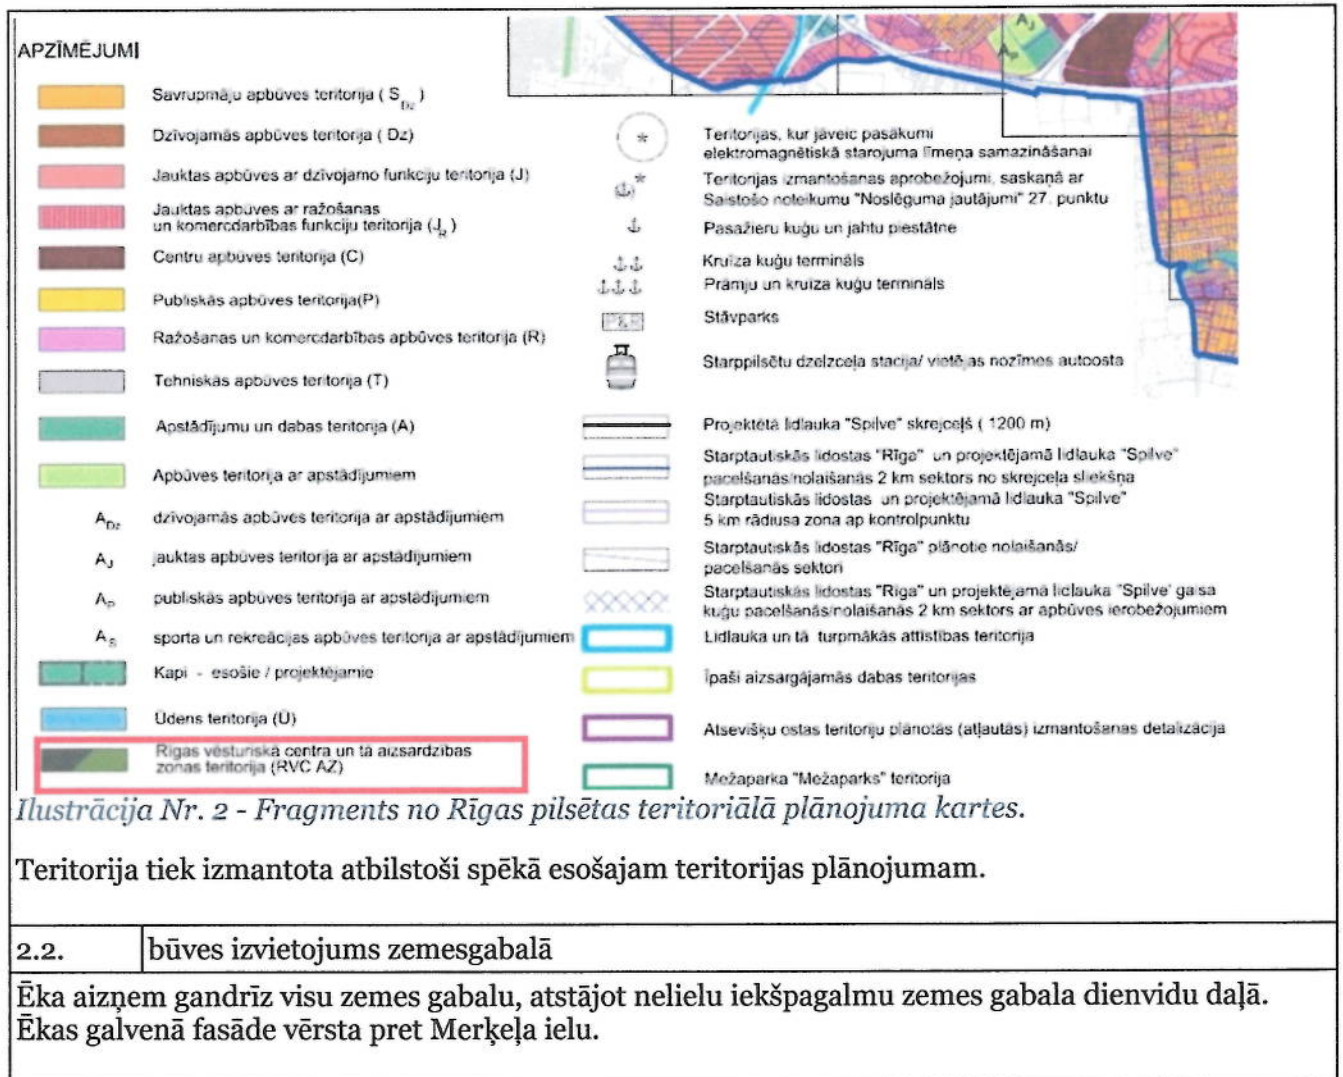 APZĪMĒJUMI
Savrupmāju apbūves teritorija ( S Dz )
Dzīvojamās apbūves teritorija ( Dz)
Jauktas apbūves ar dzīvojamo funkciju teritorija (J)
Jauktas apbūves ar ražošanas
un komercdarbības funkciju teritorija (J R )
Centru apbūves teritorija (C)
Publiskās apbūves teritorija(P)
Ražošanas un komercdarbības apbūves teritorija (R)
Tehniskās apbūves teritorija (T)
Apstādījumu un dabas teritorija (A)
Apbūves teritorija ar apstādījumiem
A Dz dzīvojamās apbūves teritorija ar apstādījumiem
A J jauktas apbūves teritorija ar apstādījumiem
A P publiskās apbūves teritorija ar apstādījumiem
A S sporta un rekreācijas apbūves teritorija ar apstādījumiem
Kapi - esošie / projektējamie
Ūdens teritorija (Ū)
Rīgas vēsturiskā centra un tā aizsardzības
zonas teritorija (RVC AZ)
A J
A P
Teritorijas, kur jāveic pasākumi
elektromagnētiskā starojuma līmeņa samazināšanai
Teritorijas izmantošanas aprobežojumi, saskaņā ar
Saistošo noteikumu "Noslēguma jautājumi" 27. punktu
Pasažieru kuģu un jahtu piestātne
Kruīza kuģu termināls
Prāmju un kruīza kuģu termināls
P&R Stāvparks
Starppilsētu dzelzceļa stacija/ vietējas nozīmes autoosta
Projektētā lidlauka "Spilve" skrejceļš ( 1200 m)
Starptautiskās lidostas "Rīga" un projektējamā lidlauka "Spilve"
pacelšanās/nolaišanās 2 km sektors no skrejceļa sliekšņa
Starptautiskās lidostas un projektējamā lidlauka "Spilve"
5 km rādiusa zona ap kontrolpunktu
Starptautiskās lidostas "Rīga" plānotie nolaišanās/
pacelšanās sektori
Starptautiskās lidostas "Rīga" un projektējamā lidlauka "Spilve' gaisa
kuģu pacelšanās/nolaišanās 2 km sektors ar apbūves ierobežojumiem
Lidlauka un tā turpmākās attīstības teritorija
Īpaši aizsargājamās dabas teritorijas
Atsevišķu ostas teritoriju plānotās (atļautās) izmantošanas detalizācija
Mežaparka "Mežaparks" teritorija
Ilustrācija Nr. 2 - Fragments no Rīgas pilsētas teritoriālā plānojuma kartes.
Teritorija tiek izmantota atbilstoši spēkā esošajam teritorijas plānojumam.
2.2. būves izvietojums zemesgabalā
Ēka aizņem gandrīz visu zemes gabalu, atstājot nelielu iekšpagalmu zemes gabala dienvidu daļā.
Ēkas galvenā fasāde vērsta pret Merķeļa ielu.